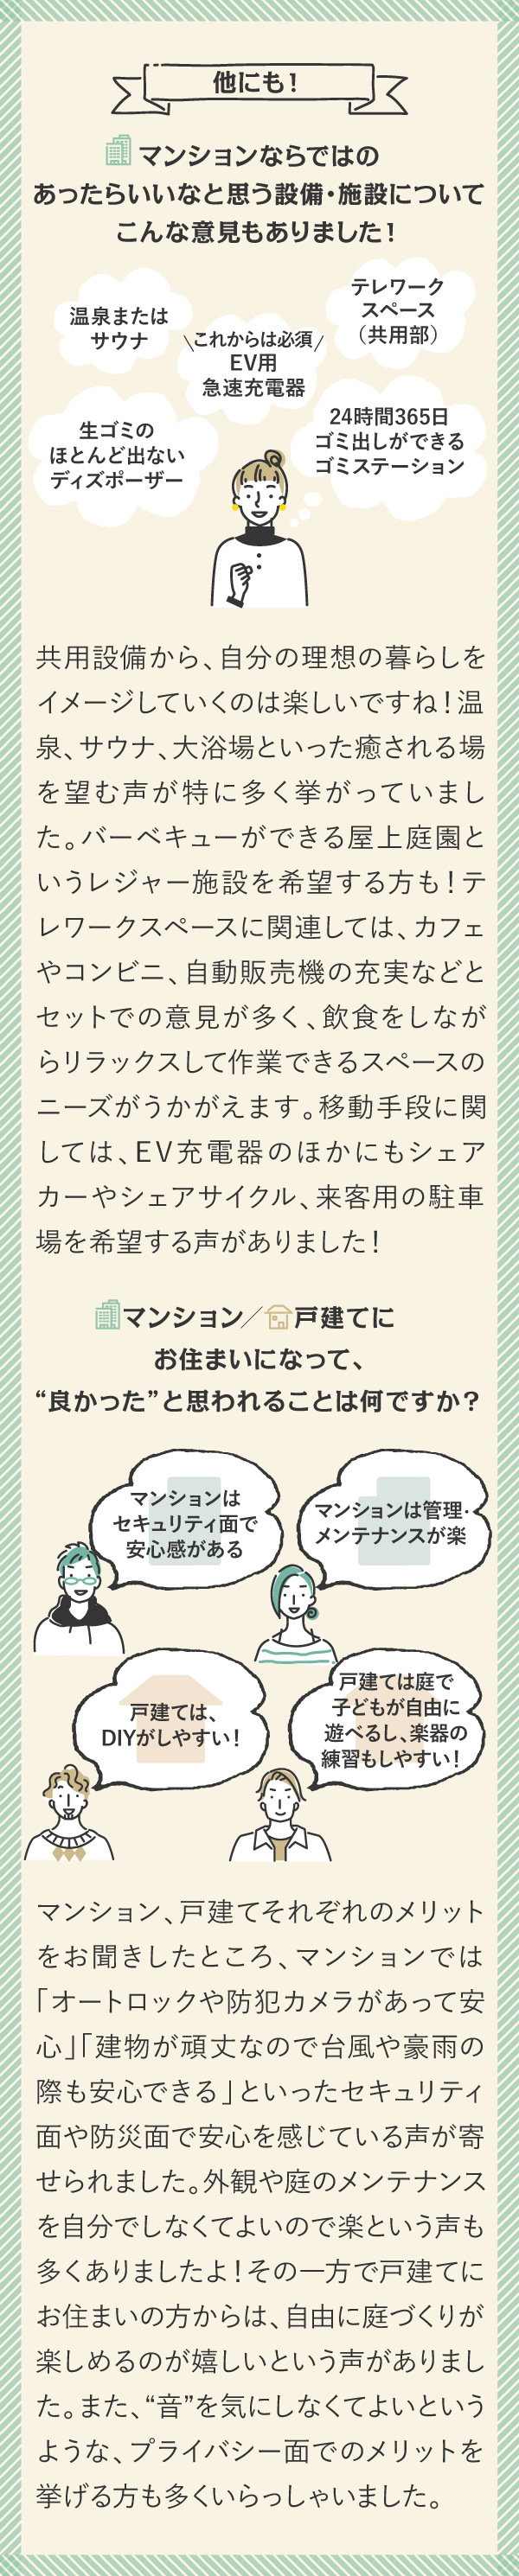 他にも！
マンションならではの
あったらいいなと思う設備・施設について
こんな意見もありました！
温泉または
サウナ
これからは必須
EV用
急速充電器
テレワーク
スペース
（共用部）
生ゴミの
ほとんど出ない
ディズポーザー
24時間365日
ゴミ出しができる
ゴミステーション
共用設備から、自分の理想の暮らしを
イメージしていくのは楽しいですね！温
泉、サウナ、大浴場といった癒される場
を望む声が特に多く挙がっていまし
た。バーベキューができる屋上庭園と
いうレジャー施設を希望する方も！テ
レワークスペースに関連しては、カフェ
やコンビニ、自動販売機の充実などと
セットでの意見が多く、飲食をしなが
らリラックスして作業できるスペースの
ニーズがうかがえます。移動手段に関
しては、EV充電器のほかにもシェア
カーやシェアサイクル、来客用の駐車
場を希望する声がありました！
マンション／戸建てに
お住まいになって、
“良かった”と思われることは何ですか？
マンションは
セキュリティ面で
安心感がある
マンションは管理・
メンテナンスが楽
戸建ては、
DIYがしやすい！
戸建ては庭で
子どもが自由に
遊べるし、楽器の
練習もしやすい！
マンション、戸建てそれぞれのメリット
をお聞きしたところ、マンションでは
「オートロックや防犯カメラがあって安
心」「建物が頑丈なので台風や豪雨の
際も安心できる」といったセキュリティ
面や防災面で安心を感じている声が寄
せられました。外観や庭のメンテナンス
を自分でしなくてよいので楽という声も
多くありましたよ！その一方で戸建てに
お住まいの方からは、自由に庭づくりが
楽しめるのが嬉しいという声がありまし
た。また、“音”を気にしなくてよいという
ような、プライバシー面でのメリットを
挙げる方も多くいらっしゃいました。